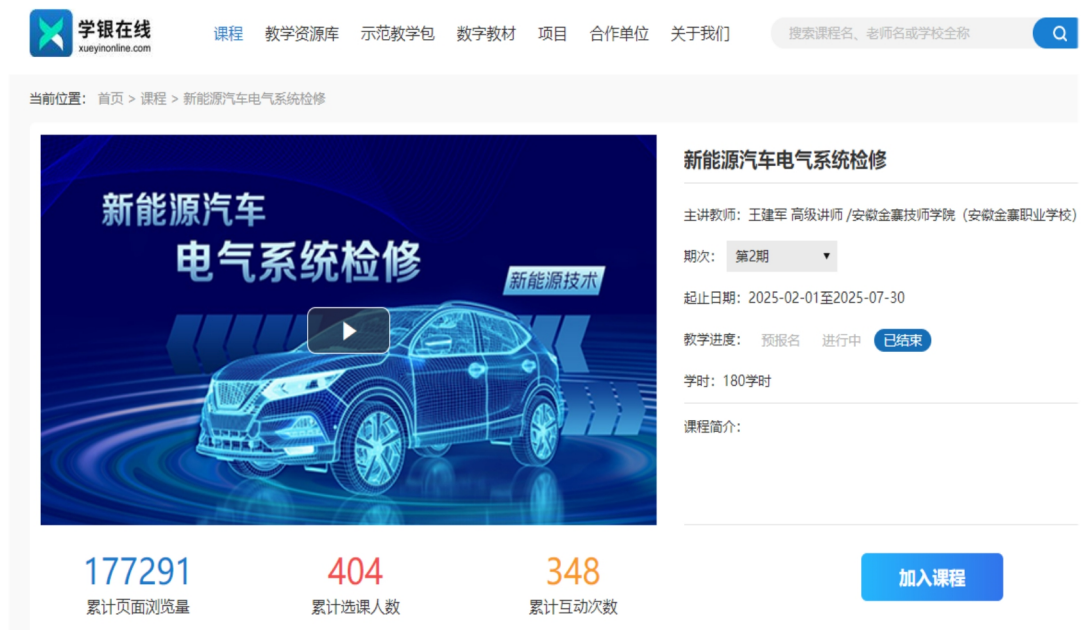 学银在线
xueyinonline.com
课程 教学资源库 示范教学包 数字教材 项目 合作单位 关于我们
搜索课程名、老师名或学校全称
当前位置： 首页 > 课程 > 新能源汽车电气系统检修
新能源汽车
电气系统检修
新能源技术
新能源汽车电气系统检修
主讲教师：王建军 高级讲师 /安徽金寨技师学院（安徽金寨职业学校）
期次： 第2期
起止日期：2025-02-01至2025-07-30
教学进度： 预报名 进行中 已结束
学时：180学时
课程简介：
177291 404 348
累计页面浏览量 累计选课人数 累计互动次数
加入课程